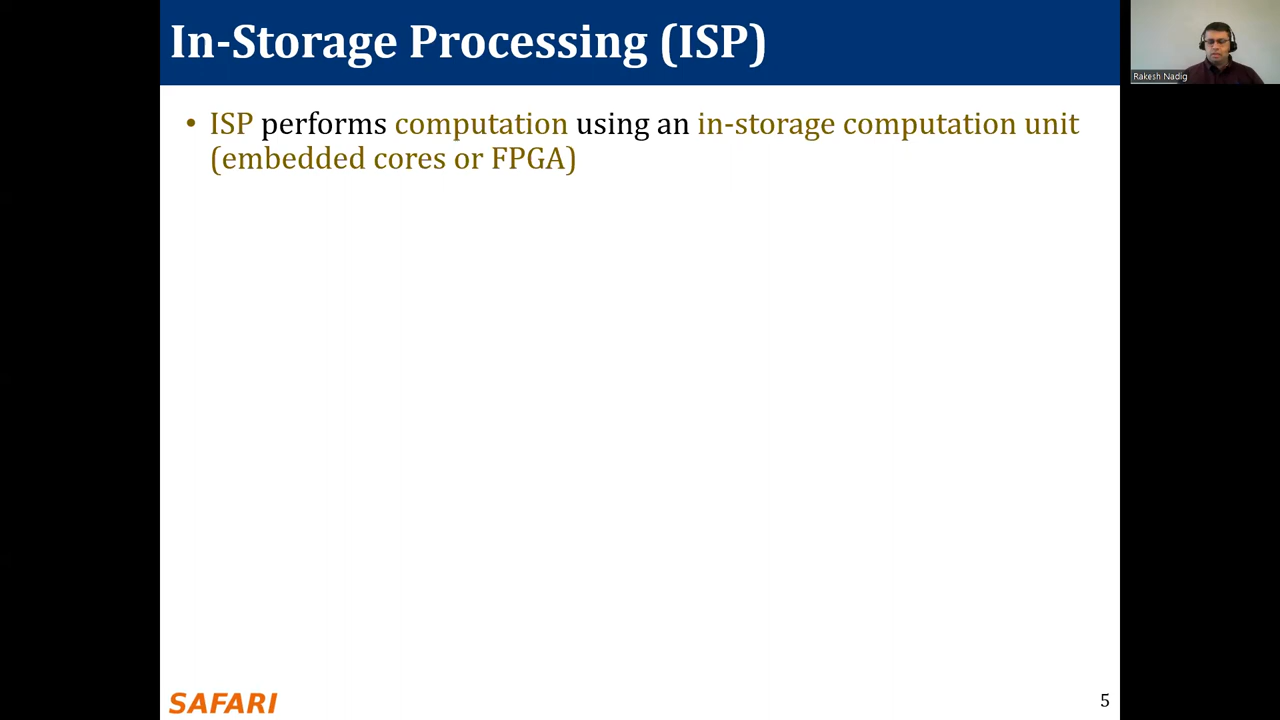 In-Storage Processing (ISP)
Rakesh Nadig
• ISP performs computation using an in-storage computation unit
(embedded cores or FPGA)
SAFARI
5